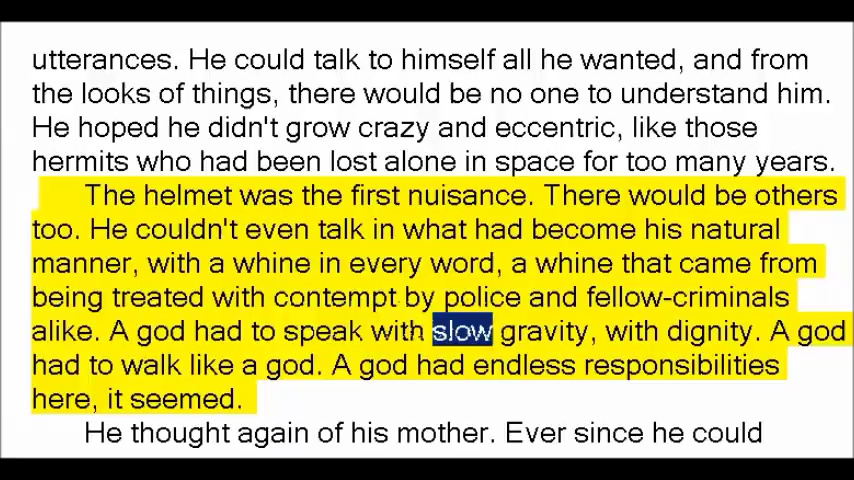 utterances. He could talk to himself all he wanted, and from
the looks of things, there would be no one to understand him.
He hoped he didn't grow crazy and eccentric, like those
hermits who had been lost alone in space for too many years.
The helmet was the first nuisance. There would be others
too. He couldn't even talk in what had become his natural
manner, with a whine in every word, a whine that came from
being treated with contempt by police and fellow-criminals
alike. A god had to speak with slow gravity, with dignity. A god
had to walk like a god. A god had endless responsibilities
here, it seemed.
He thought again of his mother. Ever since he could